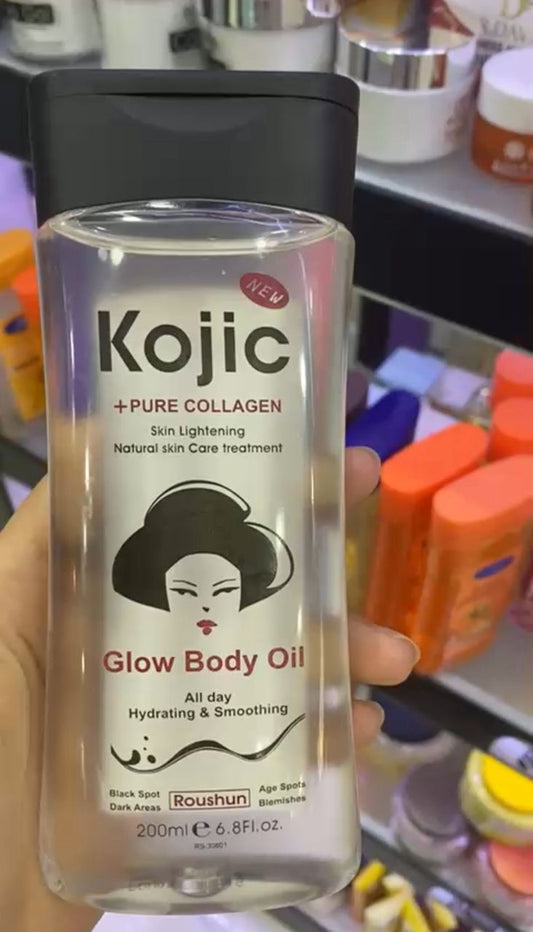 NEW
Kojic
+PURE COLLAGEN
Skin Lightening
Natural skin Care treatment
Glow Body Oil
All day
Hydrating & Smoothing
Black Spot
Dark Areas
Roushun
Age Spots
Blemishes
200ml e 6.8Fl.oz.